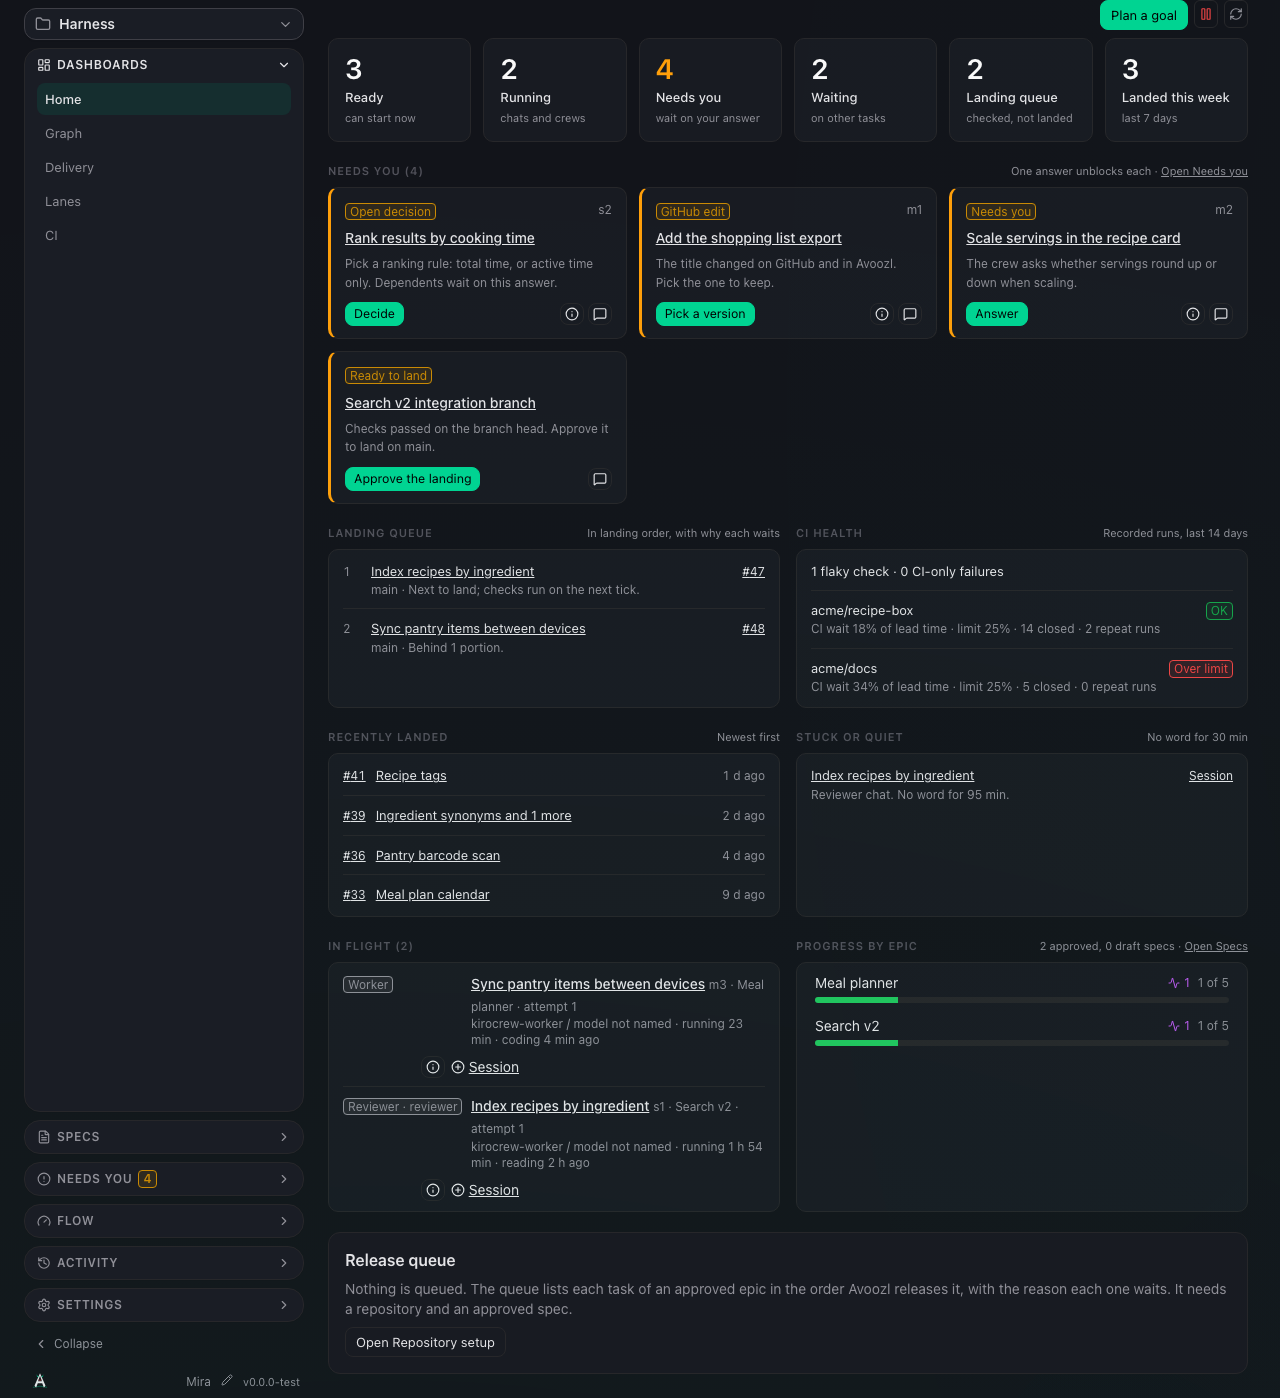 Harness
DASHBOARDS
Home
Graph
Delivery
Lanes
CI
SPECS
NEEDS YOU 4
FLOW
ACTIVITY
SETTINGS
Collapse
Mira v0.0.0-test
Plan a goal
3
Ready
can start now
2
Running
chats and crews
4
Needs you
wait on your answer
2
Waiting
on other tasks
2
Landing queue
checked, not landed
3
Landed this week
last 7 days
NEEDS YOU (4)
One answer unblocks each · Open Needs you
Open decision s2
Rank results by cooking time
Pick a ranking rule: total time, or active time
only. Dependents wait on this answer.
Decide
GitHub edit m1
Add the shopping list export
The title changed on GitHub and in Avoozl.
Pick the one to keep.
Pick a version
Needs you m2
Scale servings in the recipe card
The crew asks whether servings round up or
down when scaling.
Answer
Ready to land
Search v2 integration branch
Checks passed on the branch head. Approve it
to land on main.
Approve the landing
LANDING QUEUE In landing order, with why each waits
1 Index recipes by ingredient #47
main · Next to land; checks run on the next tick.
2 Sync pantry items between devices #48
main · Behind 1 portion.
CI HEALTH Recorded runs, last 14 days
1 flaky check · 0 CI-only failures
acme/recipe-box OK
CI wait 18% of lead time · limit 25% · 14 closed · 2 repeat runs
acme/docs Over limit
CI wait 34% of lead time · limit 25% · 5 closed · 0 repeat runs
RECENTLY LANDED Newest first
#41 Recipe tags 1 d ago
#39 Ingredient synonyms and 1 more 2 d ago
#36 Pantry barcode scan 4 d ago
#33 Meal plan calendar 9 d ago
STUCK OR QUIET No word for 30 min
Index recipes by ingredient Session
Reviewer chat. No word for 95 min.
IN FLIGHT (2)
Worker Sync pantry items between devices m3 · Meal
planner · attempt 1
kirocrew-worker / model not named · running 23
min · coding 4 min ago
Session
Reviewer · reviewer Index recipes by ingredient s1 · Search v2 ·
attempt 1
kirocrew-worker / model not named · running 1 h 54
min · reading 2 h ago
Session
PROGRESS BY EPIC 2 approved, 0 draft specs · Open Specs
Meal planner 1 1 of 5
Search v2 1 1 of 5
Release queue
Nothing is queued. The queue lists each task of an approved epic in the order Avoozl releases it, with the reason each one waits. It needs
a repository and an approved spec.
Open Repository setup